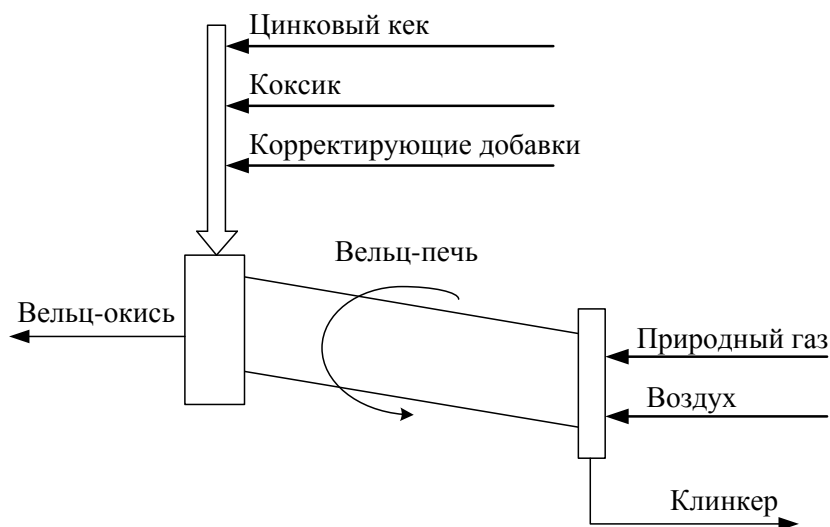 Цинковый кек
Коксик
Корректирующие добавки
Вельц-печь
Вельц-окись
Природный газ
Воздух
Клинкер